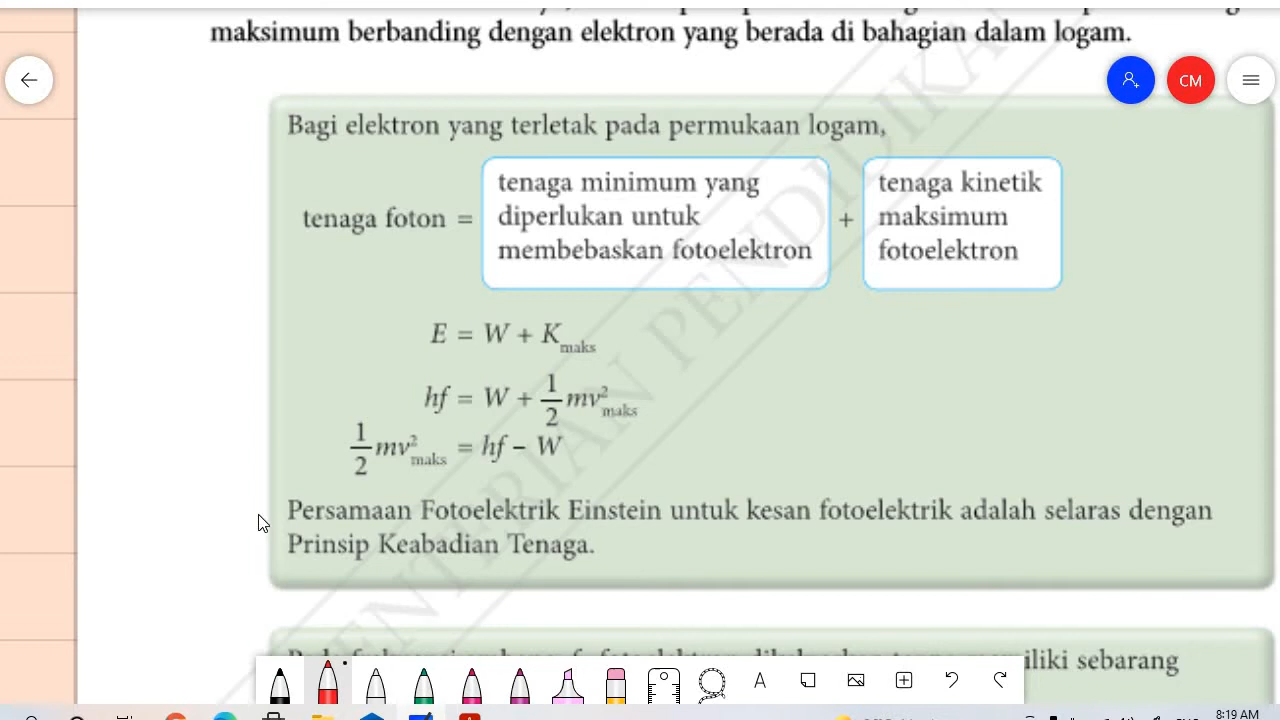 maksimum berbanding dengan elektron yang berada di bahagian dalam logam.
CM
Bagi elektron yang terletak pada permukaan logam,
tenaga foton = tenaga minimum yang diperlukan untuk membebaskan fotoelektron + tenaga kinetik maksimum fotoelektron
E = W + K_maks
hf = W + 1/2 mv²_maks
1/2 mv²_maks = hf – W
Persamaan Fotoelektrik Einstein untuk kesan fotoelektrik adalah selaras dengan
Prinsip Keabadian Tenaga.
sebarang
A
8:19 AM